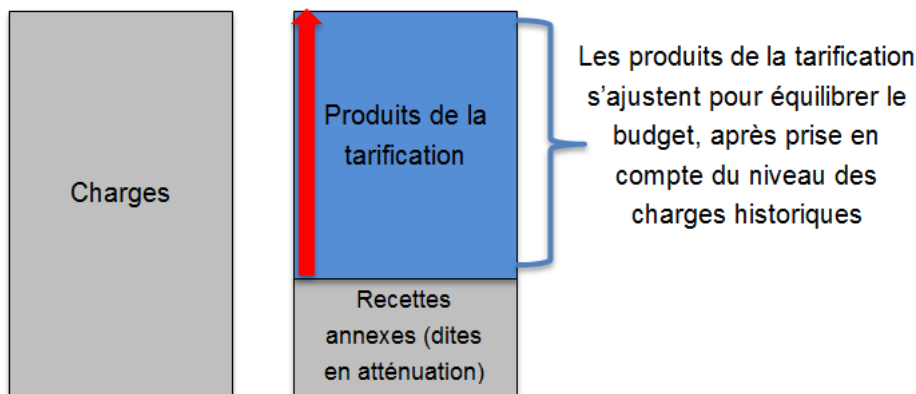 Charges
Produits de la
tarification
Recettes
annexes (dites
en atténuation)
Les produits de la tarification
s’ajustent pour équilibrer le
budget, après prise en
compte du niveau des
charges historiques